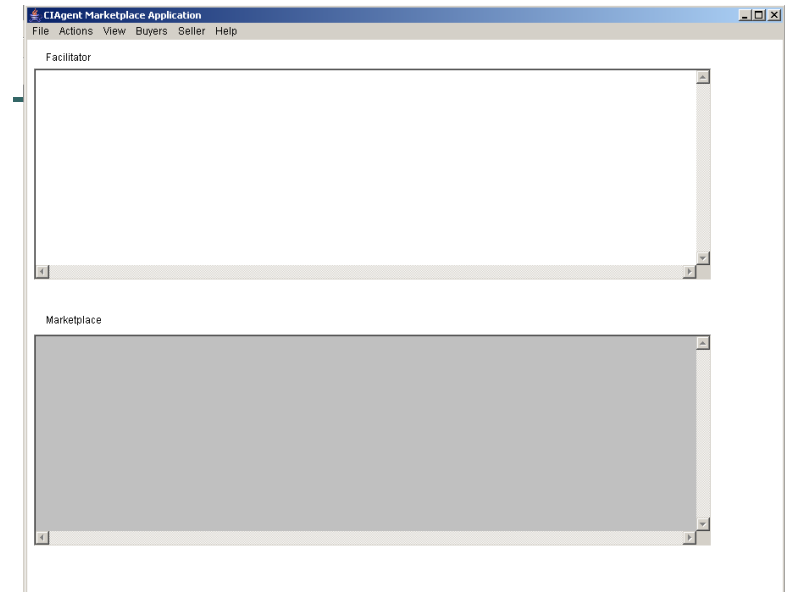 CIAgent Marketplace Application
File Actions View Buyers Seller Help
Facilitator
Marketplace